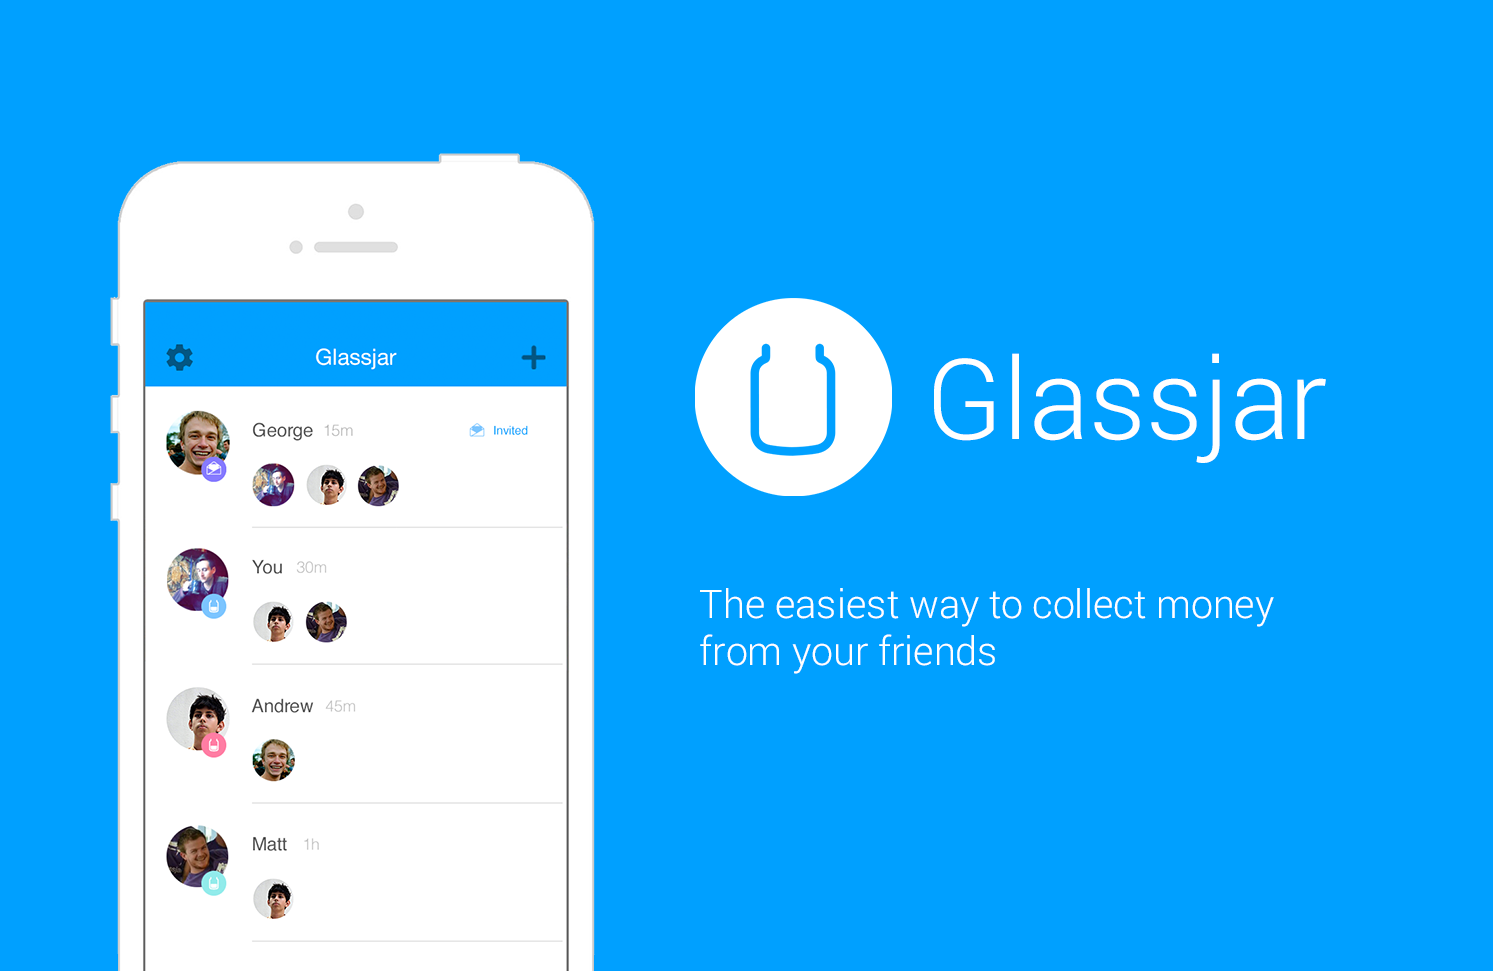 Glassjar
George 15m Invited
You 30m
Andrew 45m
Matt 1h
Glassjar
The easiest way to collect money
from your friends